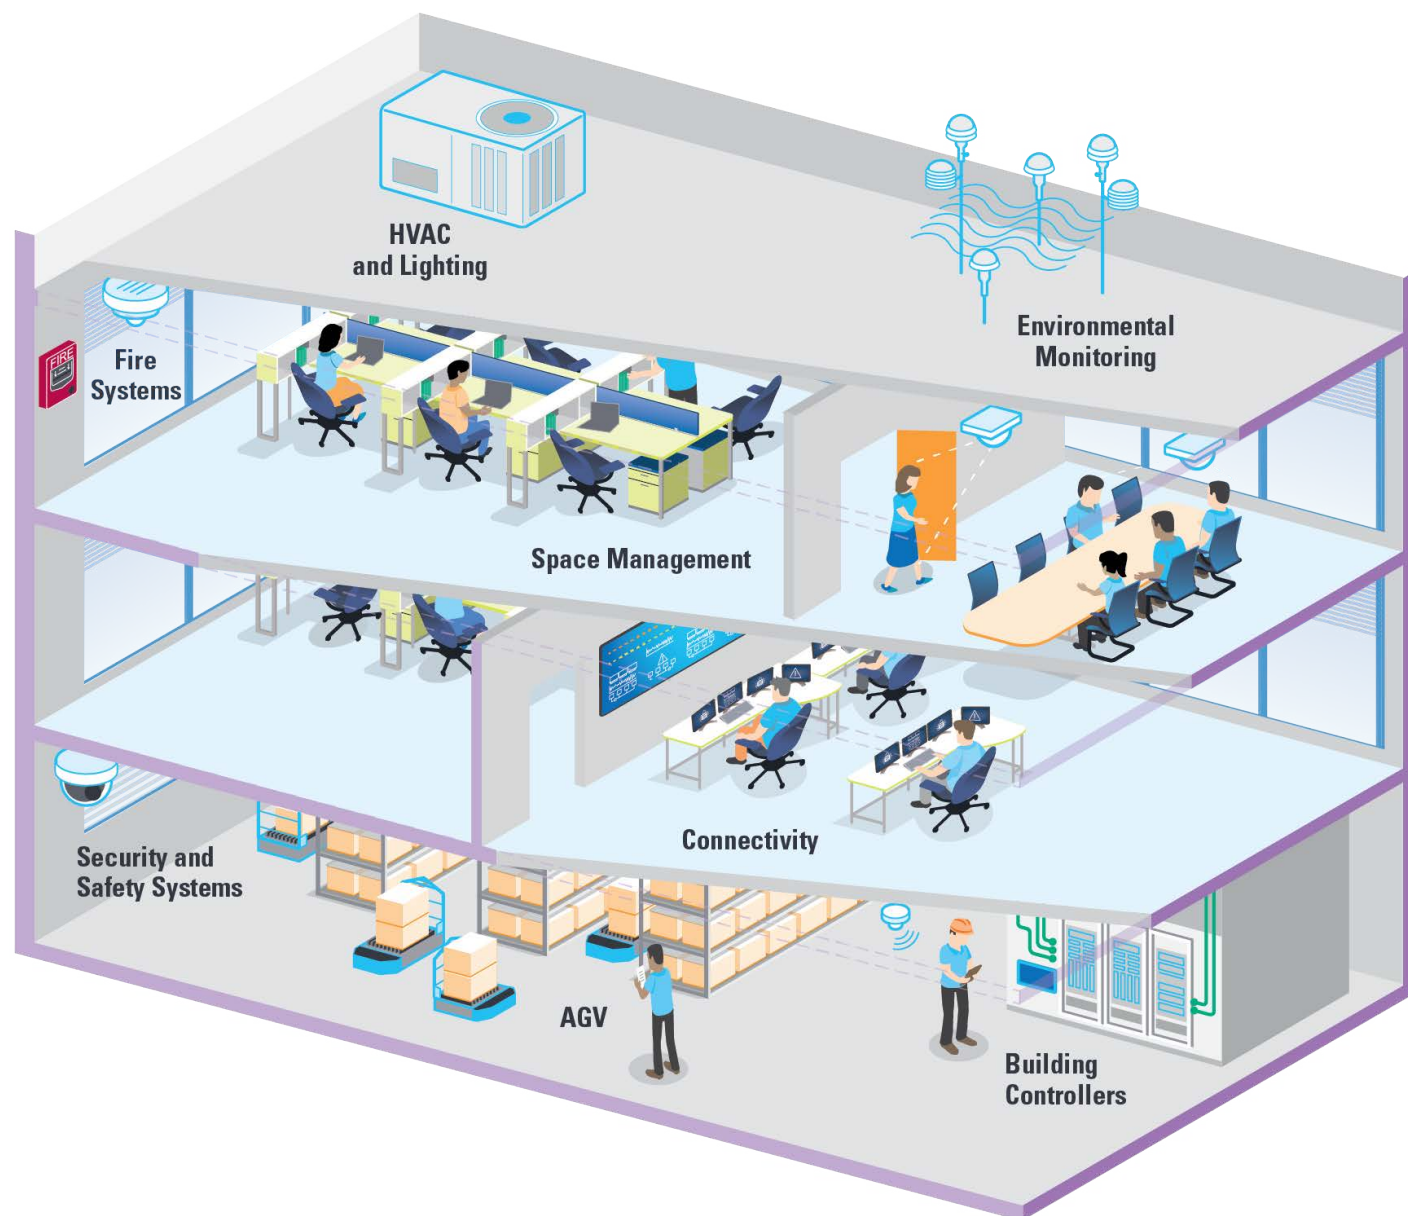 HVAC
and Lighting
Environmental
Monitoring
FIRE
Fire
Systems
Space Management
Connectivity
Security and
Safety Systems
AGV
Building
Controllers